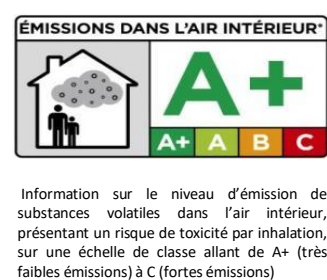 ÉMISSIONS DANS L'AIR INTÉRIEUR*
A+
A+ A B C
Information sur le niveau d'émission de
substances volatiles dans l'air intérieur,
présentant un risque de toxicité par inhalation,
sur une échelle de classe allant de A+ (très
faibles émissions) à C (fortes émissions)